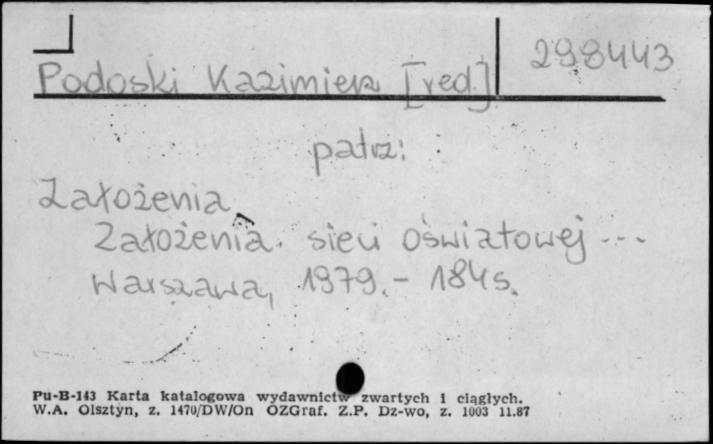 298443
Podoski Kazimierz [red]
patrz:
Założenia
Założenia sieci oświatowej ...
Warszawa, 1979. - 184 s.
Pu-B-143 Karta katalogowa wydawnictw zwartych i ciągłych.
W.A. Olsztyn, z. 1470/DW/On OZGraf. Z.P. Dz-wo, z. 1003 11.87